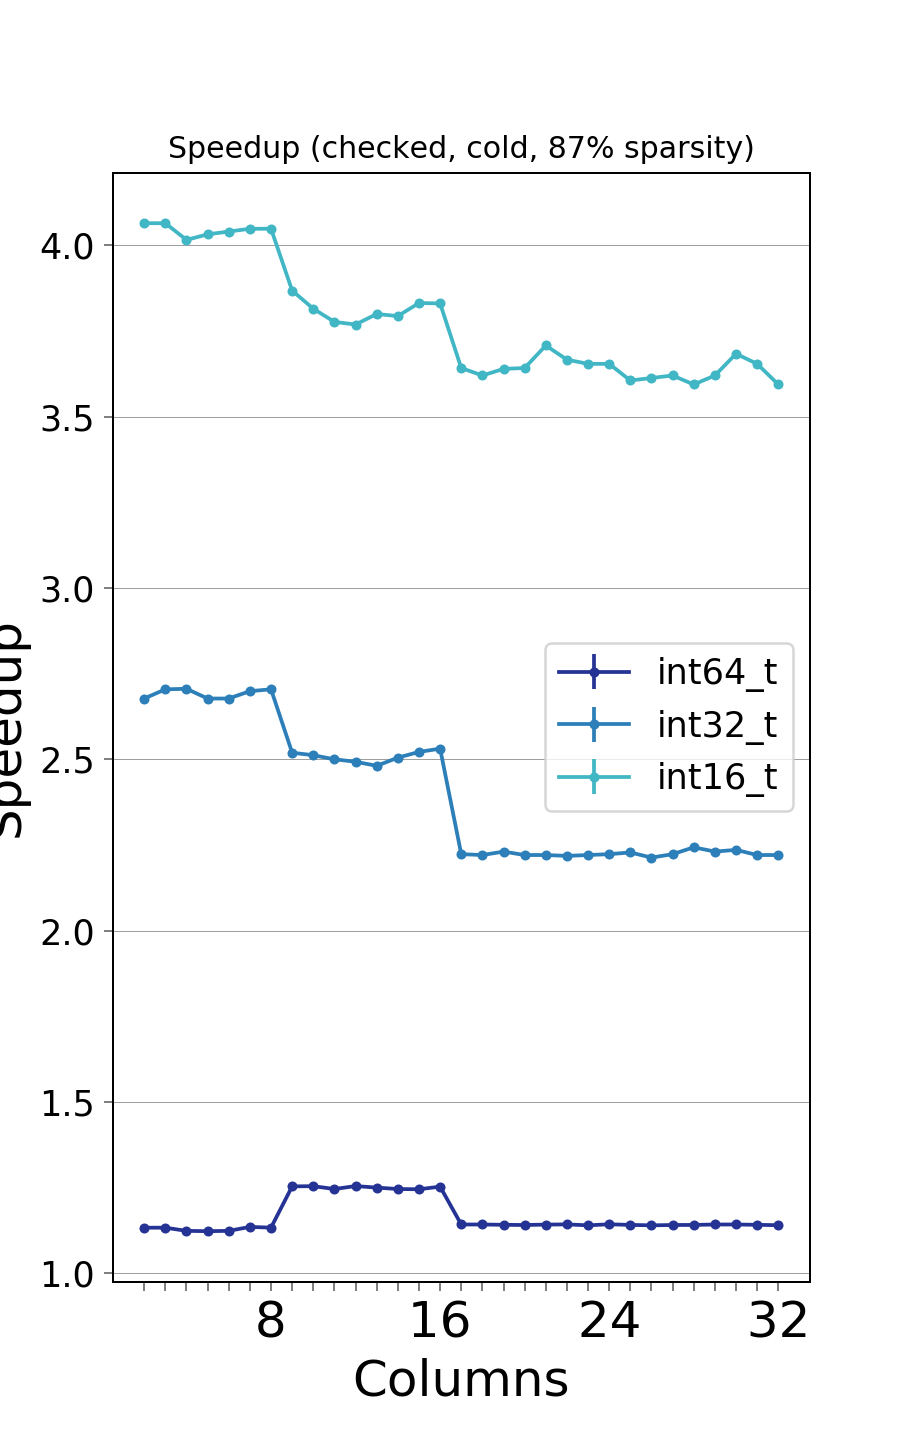 Speedup (checked, cold, 87% sparsity)
4.0
3.5
3.0
2.5
2.0
1.5
1.0
Speedup
int64_t
int32_t
int16_t
8 16 24 32
Columns